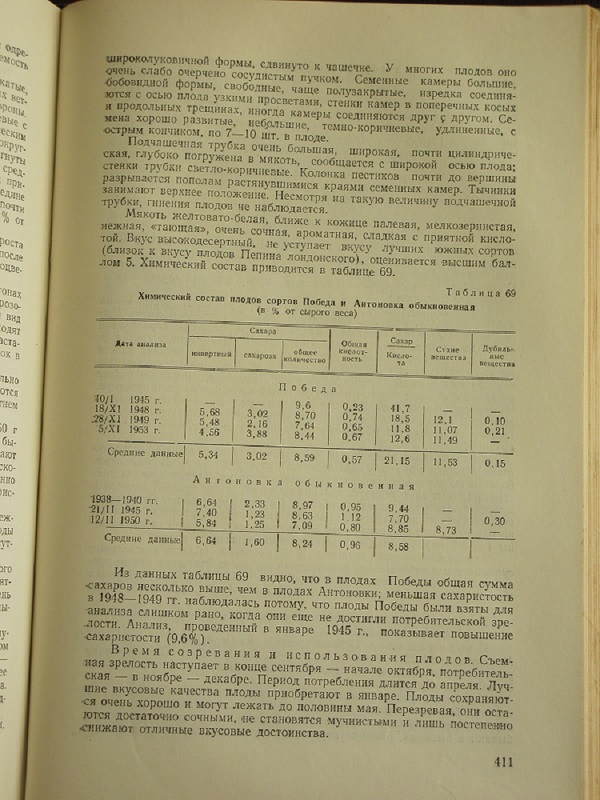 широколуковичной формы, сдвинуто к чашечке. У многих плодов оно
очень слабо очерчено сосудистым пучком. Семенные камеры большие,
бобовидной формы, свободные, чаще полузакрытые, изредка соединя-
ются с осью плода узкими просветами, стенки камер в поперечных косых
и продольных трещинах, иногда камеры соединяются друг с другом. Се-
мена хорошо развитые, небольшие, темно-коричневые, удлиненные, с
острым кончиком, по 7—10 шт. в плоде.
Подчашечная трубка очень большая, широкая, почти цилиндриче-
ская, глубоко погружена в мякоть, сообщается с широкой осью плода;
стенки трубки светло-коричневые. Колонка пестиков почти до вершины
разрывается пополам растянувшимися краями семенных камер. Тычинки
занимают верхнее положение. Несмотря на такую величину подчашечной
трубки, гниения плодов не наблюдается.
Мякоть желтовато-белая, ближе к кожице палевая, мелкозернистая,
нежная, «тающая», очень сочная, ароматная, сладкая с приятной кисло-
той. Вкус высокодесертный, не уступает вкусу лучших южных сортов
(близок к вкусу плодов Пепина лондонского), оценивается высшим бал-
лом 5. Химический состав приводится в таблице 69.
Таблица 69
Химический состав плодов сортов Победа и Антоновка обыкновенная
(в % от сырого веса)
Дата анализа | Сахара | Общая кислотность | Сахар / Кислота | Сухие вещества | Дубильные вещества
инвертный | сахароза | общее количество
Победа
10/I 1945 г. — — 9,6 0,23 41,7 — —
18/XI 1948 г. 5,68 3,02 8,70 0,74 18,5 12,1 0,10
28/XI 1949 г. 5,48 2,16 7,64 0,65 11,8 11,07 0,21
5/XI 1953 г. 4,56 3,88 8,44 0,67 12,6 11,49 —
Средние данные 5,34 3,02 8,59 0,57 21,15 11,53 0,15
Антоновка обыкновенная
1938—1940 гг. 6,64 2,33 8,97 0,95 9,44 — —
21/II 1945 г. 7,40 1,23 8,63 1,12 7,70 — 0,30
12/II 1950 г. 5,84 1,25 7,09 0,80 8,85 8,73 —
Средние данные 6,64 1,60 8,24 0,96 8,58
Из данных таблицы 69 видно, что в плодах Победы общая сумма
сахаров несколько выше, чем в плодах Антоновки; меньшая сахаристость
в 1948—1949 гг. наблюдалась потому, что плоды Победы были взяты для
анализа слишком рано, когда они еще не достигли потребительской зре-
лости. Анализ, проведенный в январе 1945 г., показывает повышение
сахаристости (9,6%).
Время созревания и использования плодов. Съем-
ная зрелость наступает в конце сентября — начале октября, потребитель-
ская — в ноябре — декабре. Период потребления длится до апреля. Луч-
шие вкусовые качества плоды приобретают в январе. Плоды сохраняют-
ся очень хорошо и могут лежать до половины мая. Перезревая, они оста-
ются достаточно сочными, не становятся мучнистыми и лишь постепенно
снижают отличные вкусовые достоинства.
411